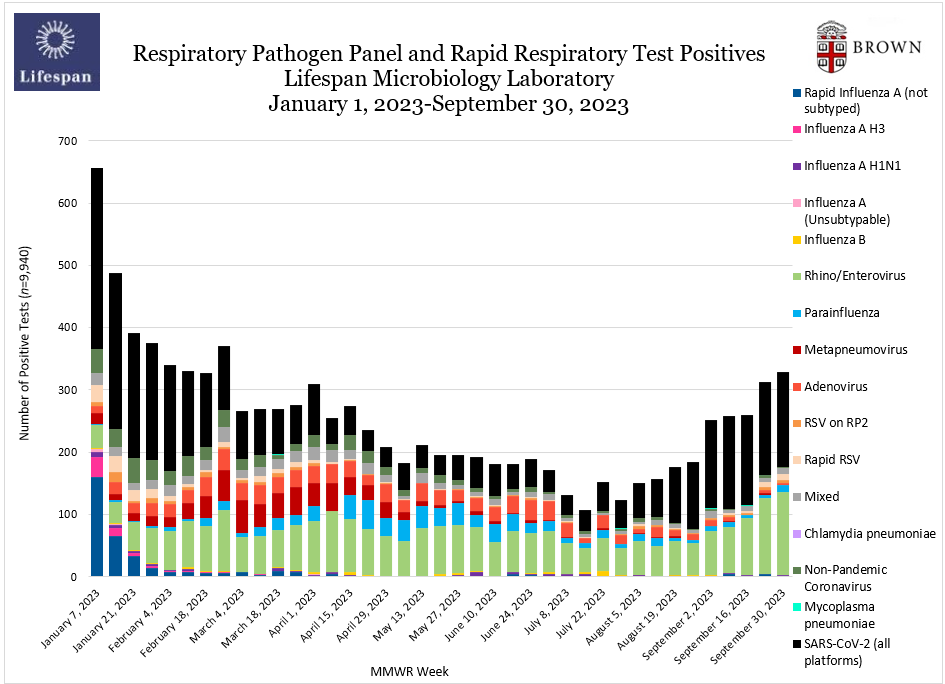 Lifespan
Respiratory Pathogen Panel and Rapid Respiratory Test Positives
Lifespan Microbiology Laboratory
January 1, 2023-September 30, 2023
BROWN
Number of Positive Tests (n=9,940)
700
600
500
400
300
200
100
0
January 7, 2023
January 21, 2023
February 4, 2023
February 18, 2023
March 4, 2023
March 18, 2023
April 1, 2023
April 15, 2023
April 29, 2023
May 13, 2023
May 27, 2023
June 10, 2023
June 24, 2023
July 8, 2023
July 22, 2023
August 5, 2023
August 19, 2023
September 2, 2023
September 16, 2023
September 30, 2023
MMWR Week
Rapid Influenza A (not
subtyped)
Influenza A H3
Influenza A H1N1
Influenza A
(Unsubtypable)
Influenza B
Rhino/Enterovirus
Parainfluenza
Metapneumovirus
Adenovirus
RSV on RP2
Rapid RSV
Mixed
Chlamydia pneumoniae
Non-Pandemic
Coronavirus
Mycoplasma
pneumoniae
SARS-CoV-2 (all
platforms)